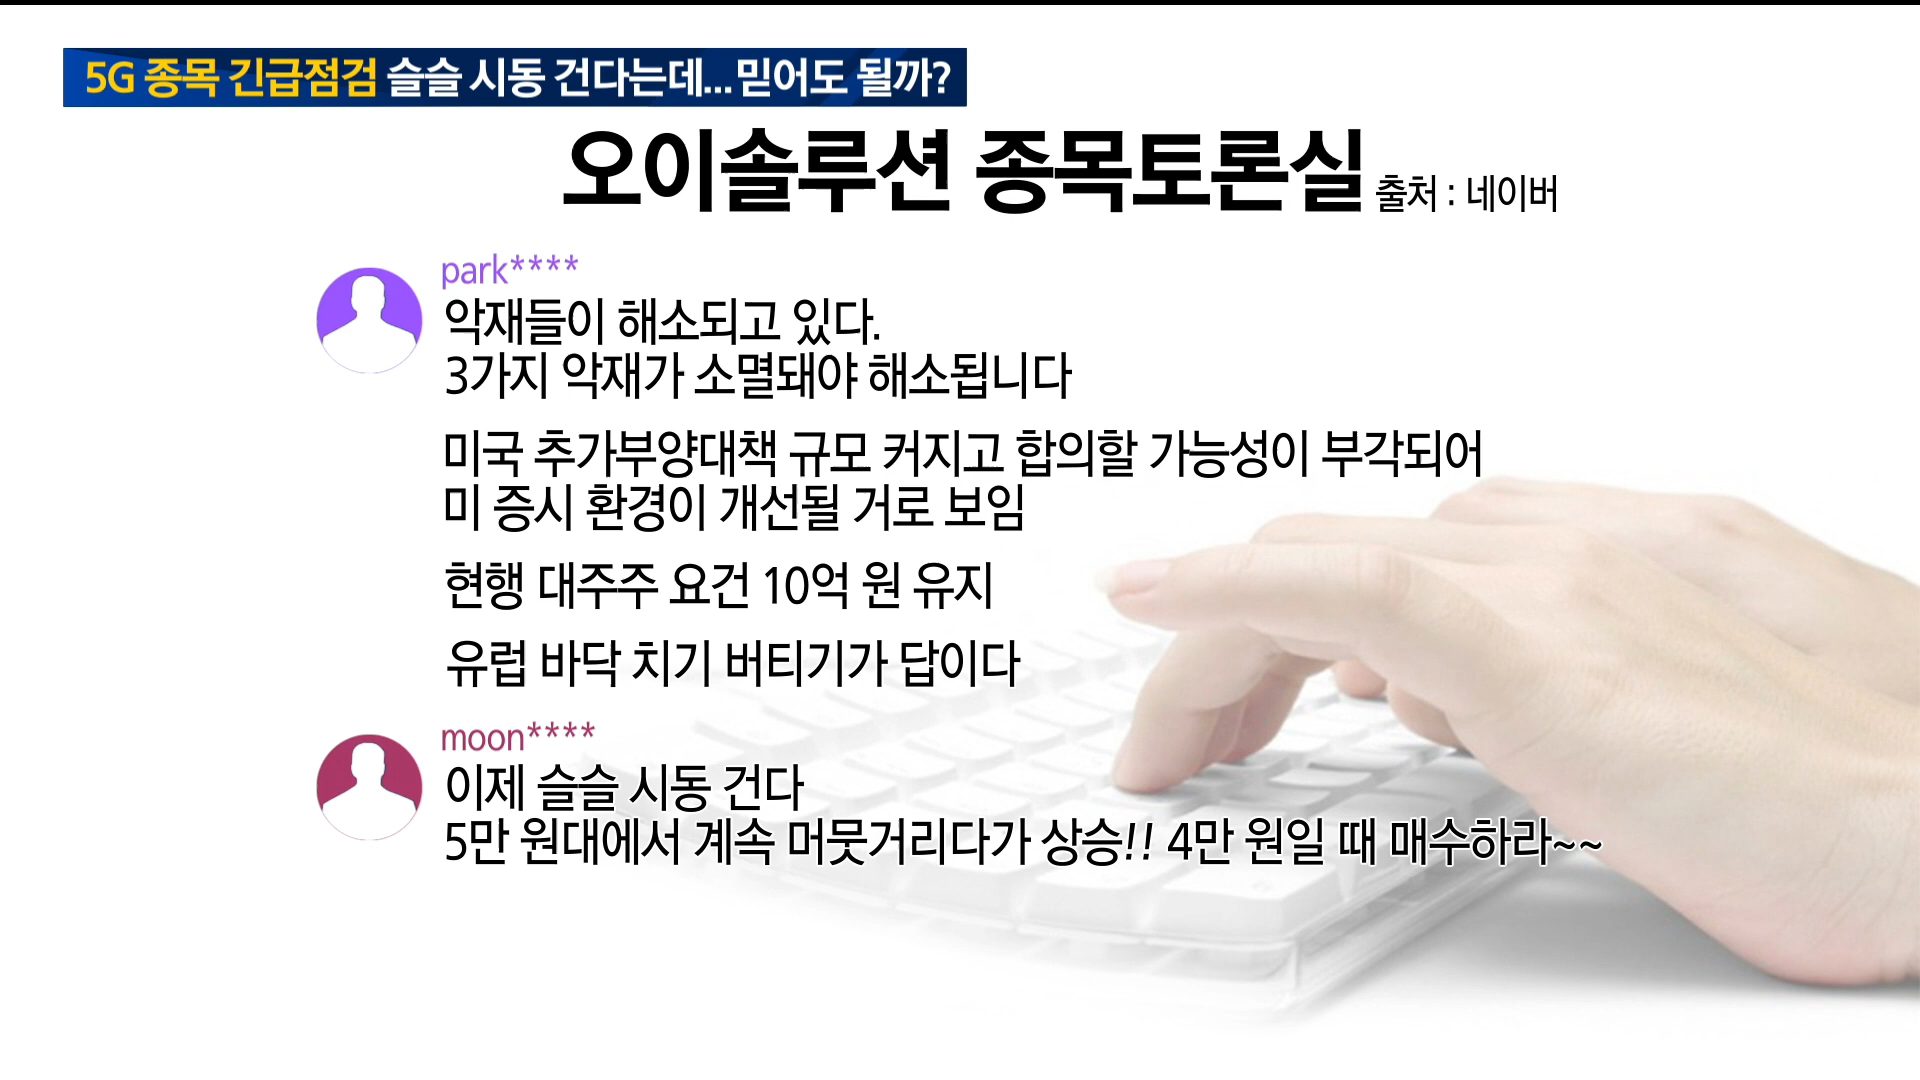 5G 종목 긴급점검 슬슬 시동 건다는데... 믿어도 될까?
오이솔루션 종목토론실 출처 : 네이버
park****
악재들이 해소되고 있다.
3가지 악재가 소멸돼야 해소됩니다
미국 추가부양대책 규모 커지고 합의할 가능성이 부각되어
미 증시 환경이 개선될 거로 보임
현행 대주주 요건 10억 원 유지
유럽 바닥 치기 버티기가 답이다
moon****
이제 슬슬 시동 건다
5만 원대에서 계속 머뭇거리다가 상승!! 4만 원일 때 매수하라~~